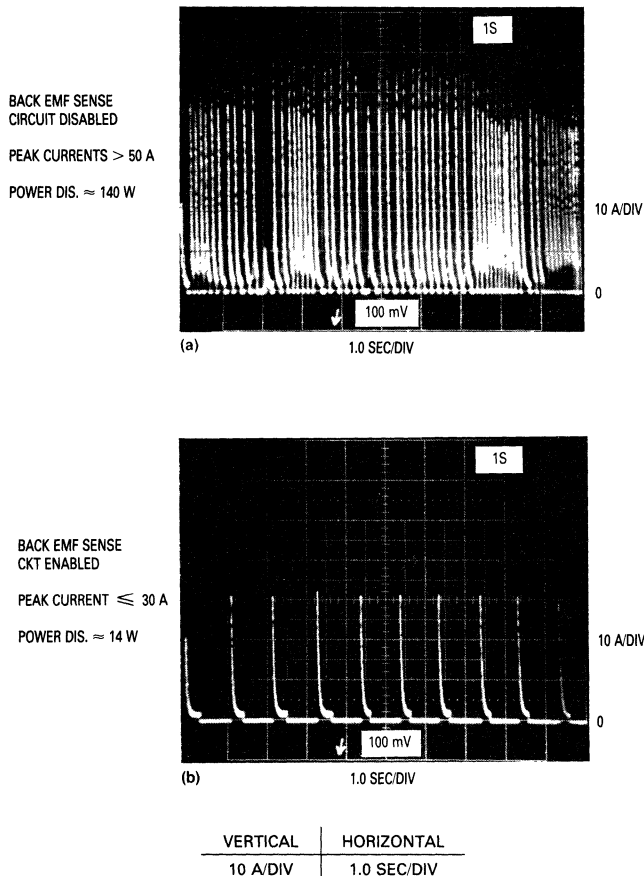 1S
BACK EMF SENSE
CIRCUIT DISABLED
PEAK CURRENTS > 50 A
POWER DIS. ≈ 140 W
10 A/DIV
0
100 mV
(a)
1.0 SEC/DIV
1S
BACK EMF SENSE
CKT ENABLED
PEAK CURRENT ≤ 30 A
POWER DIS. ≈ 14 W
10 A/DIV
0
100 mV
(b)
1.0 SEC/DIV
VERTICAL HORIZONTAL
10 A/DIV 1.0 SEC/DIV